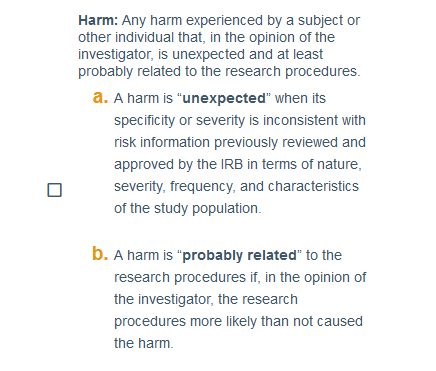 Harm: Any harm experienced by a subject or
other individual that, in the opinion of the
investigator, is unexpected and at least
probably related to the research procedures.
a. A harm is “unexpected” when its
specificity or severity is inconsistent with
risk information previously reviewed and
approved by the IRB in terms of nature,
severity, frequency, and characteristics
of the study population.
b. A harm is “probably related” to the
research procedures if, in the opinion of
the investigator, the research
procedures more likely than not caused
the harm.